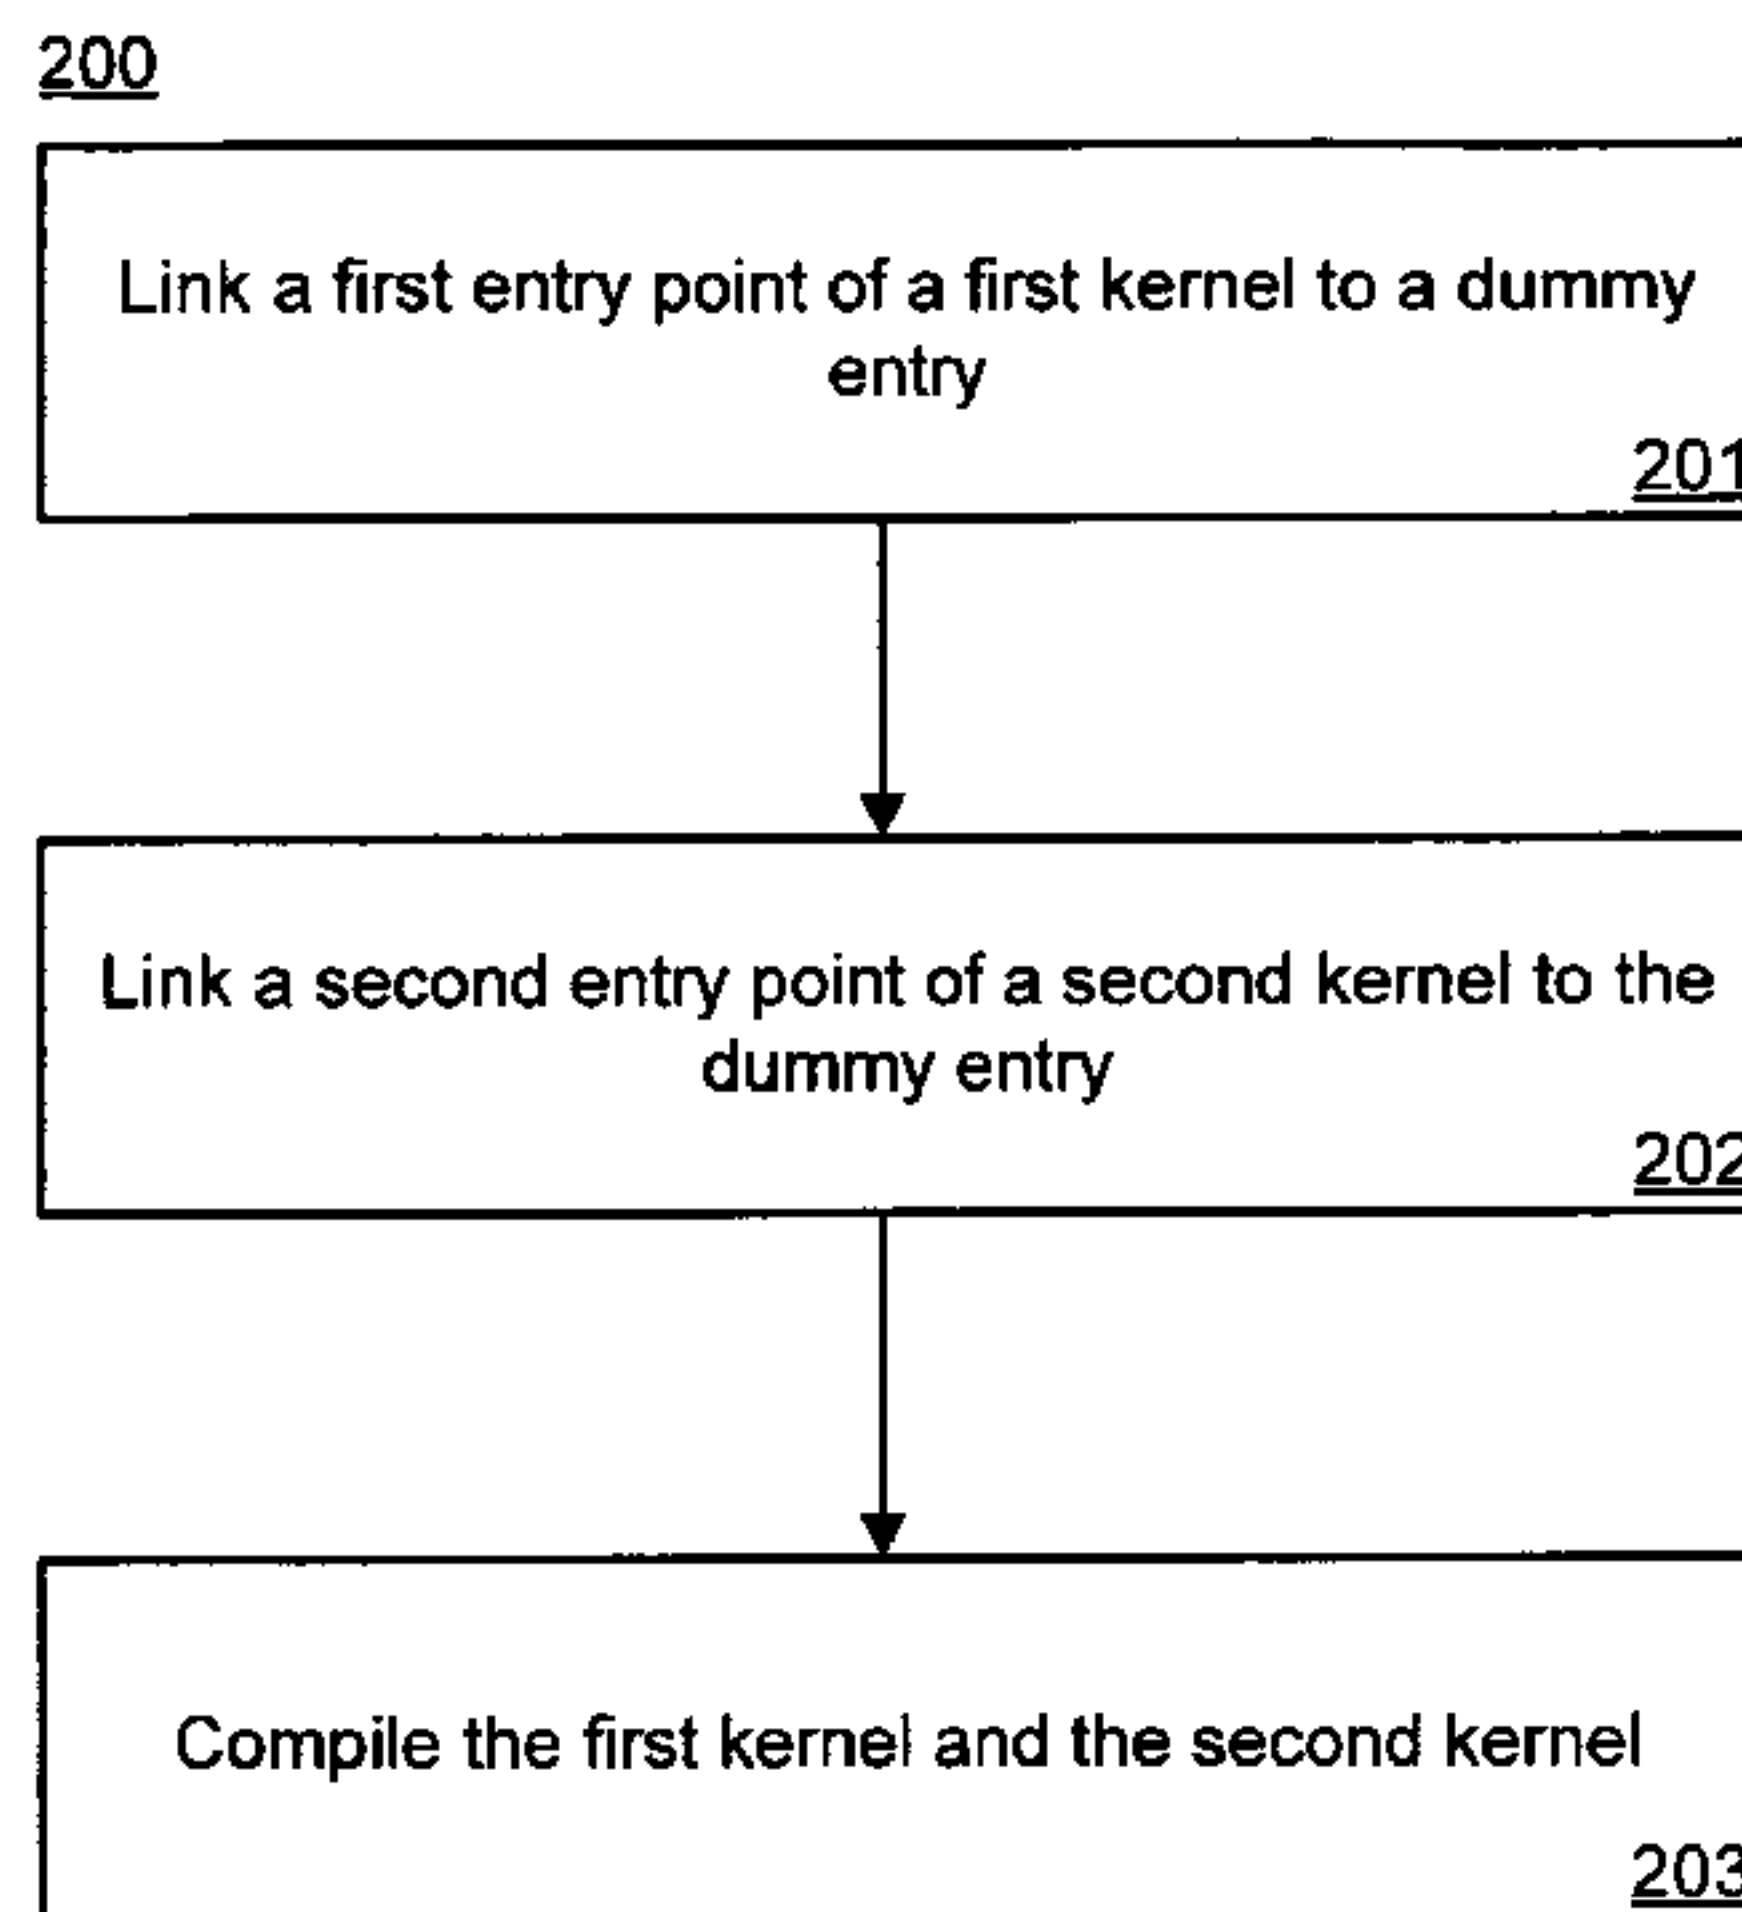 200
Link a first entry point of a first kernel to a dummy
entry
201
Link a second entry point of a second kernel to the
dummy entry
202
Compile the first kernel and the second kernel
203